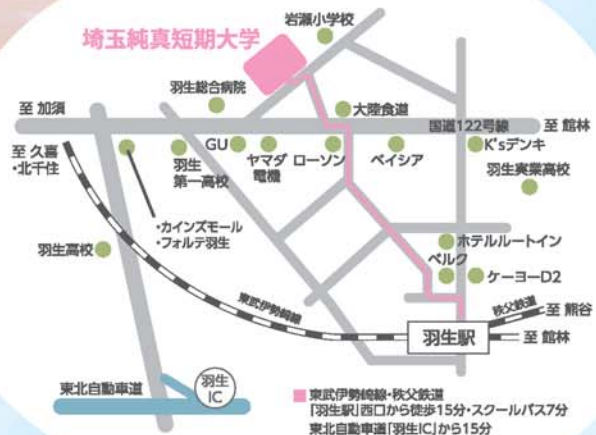 岩瀬小学校
埼玉純真短期大学
羽生総合病院
大陸食道
至 加須
国道122号線
至 館林
至 久喜
・北千住
羽生
第一高校
GU
ヤマダ
電機
ローソン
ベイシア
K'sデンキ
羽生実業高校
・カインズモール
・フォルテ羽生
羽生高校
ホテルルートイン
ベルク
ケーヨーD2
東武伊勢崎線
秩父鉄道
至 熊谷
羽生駅
至 館林
東北自動車道
羽生
IC
東武伊勢崎線・秩父鉄道
「羽生駅」西口から徒歩15分・スクールバス7分
東北自動車道「羽生IC」から15分